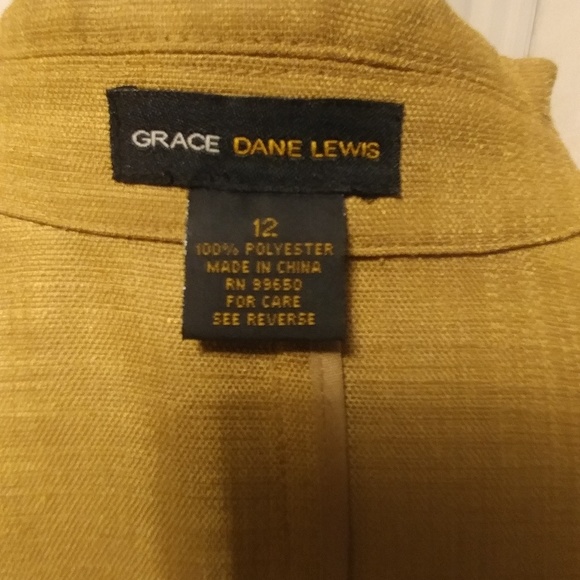 GRACE DANE LEWIS
12
100% POLYESTER
MADE IN CHINA
RN 99650
FOR CARE
SEE REVERSE